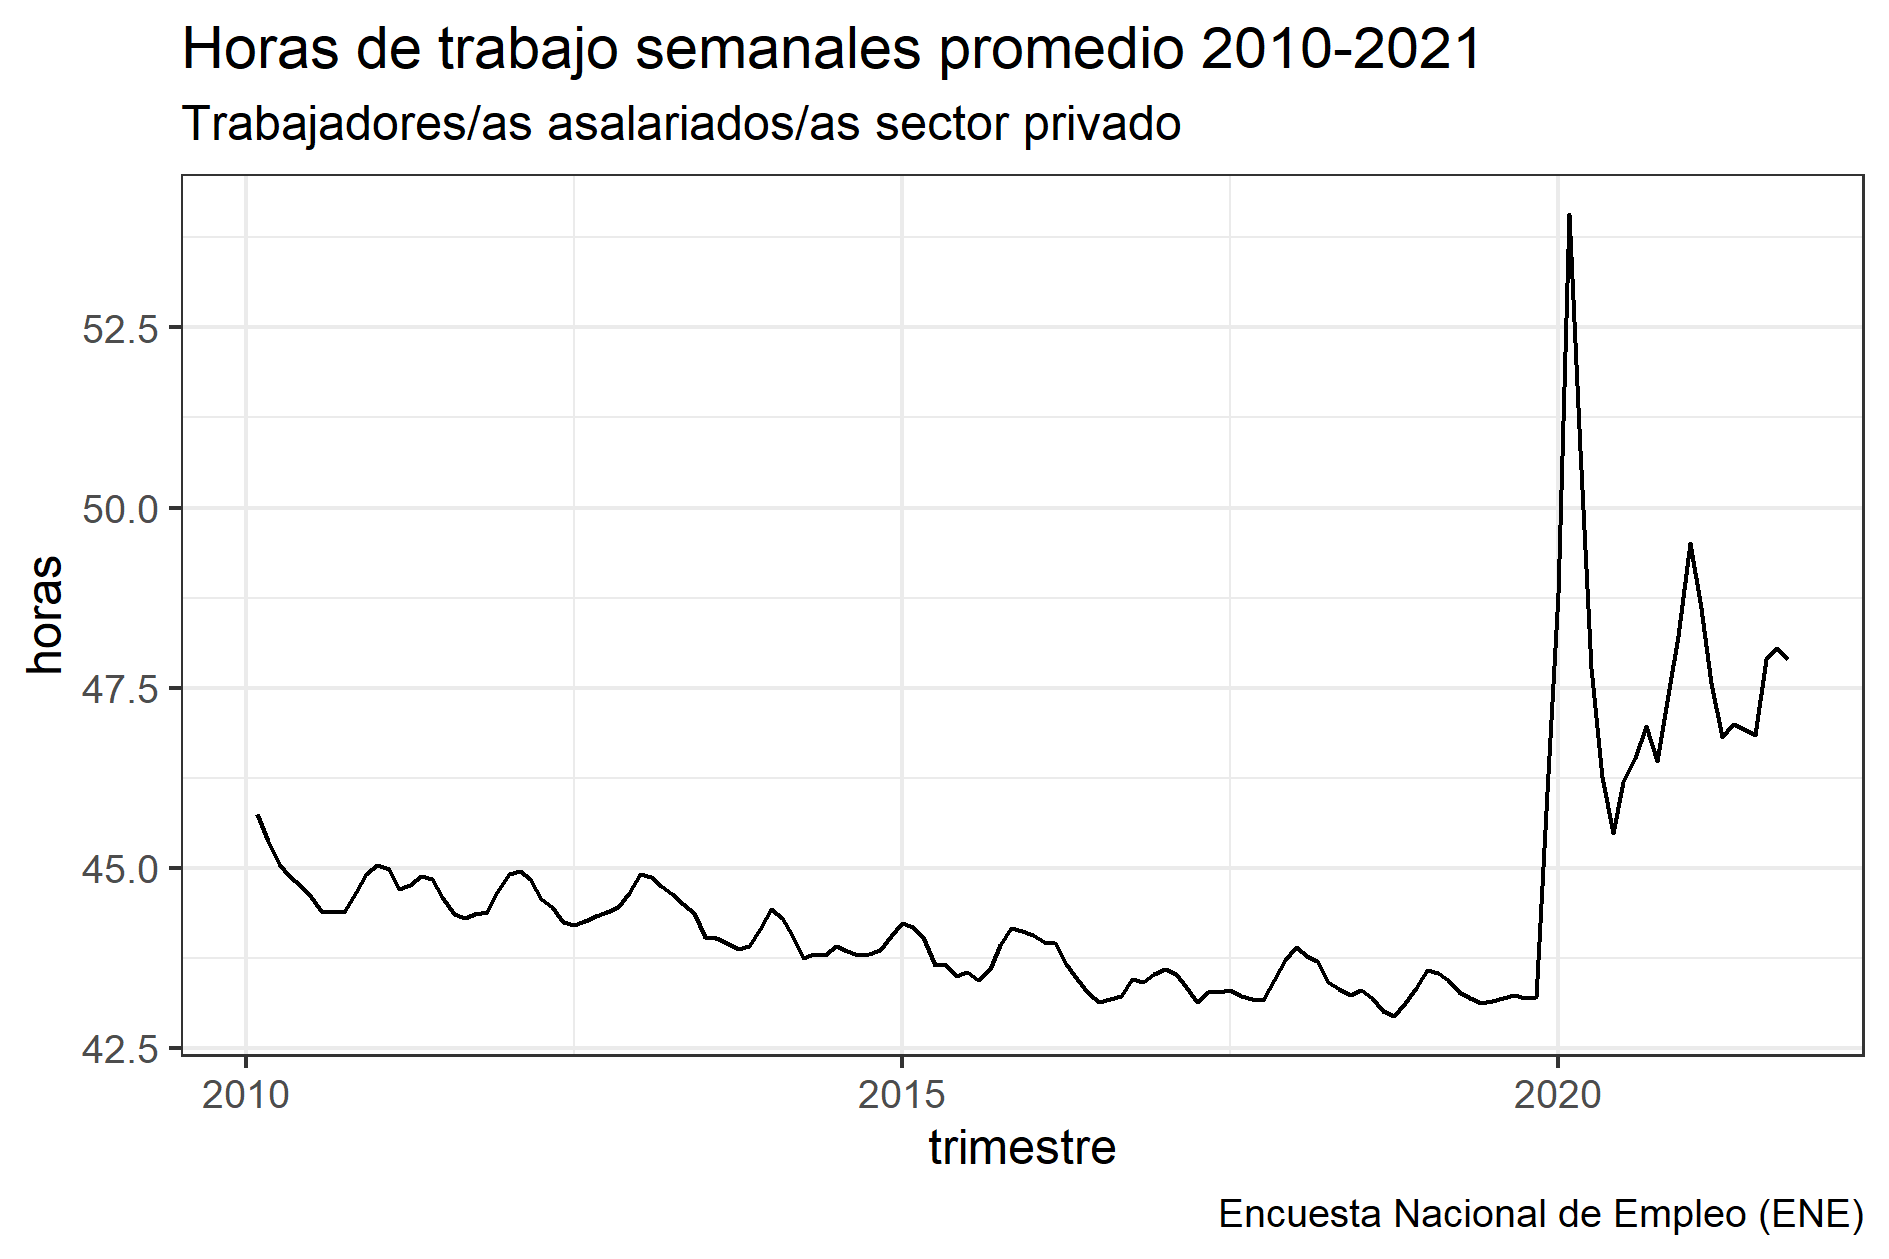 Horas de trabajo semanales promedio 2010-2021
Trabajadores/as asalariados/as sector privado
52.5
50.0
47.5
45.0
42.5
horas
2010
2015
2020
trimestre
Encuesta Nacional de Empleo (ENE)